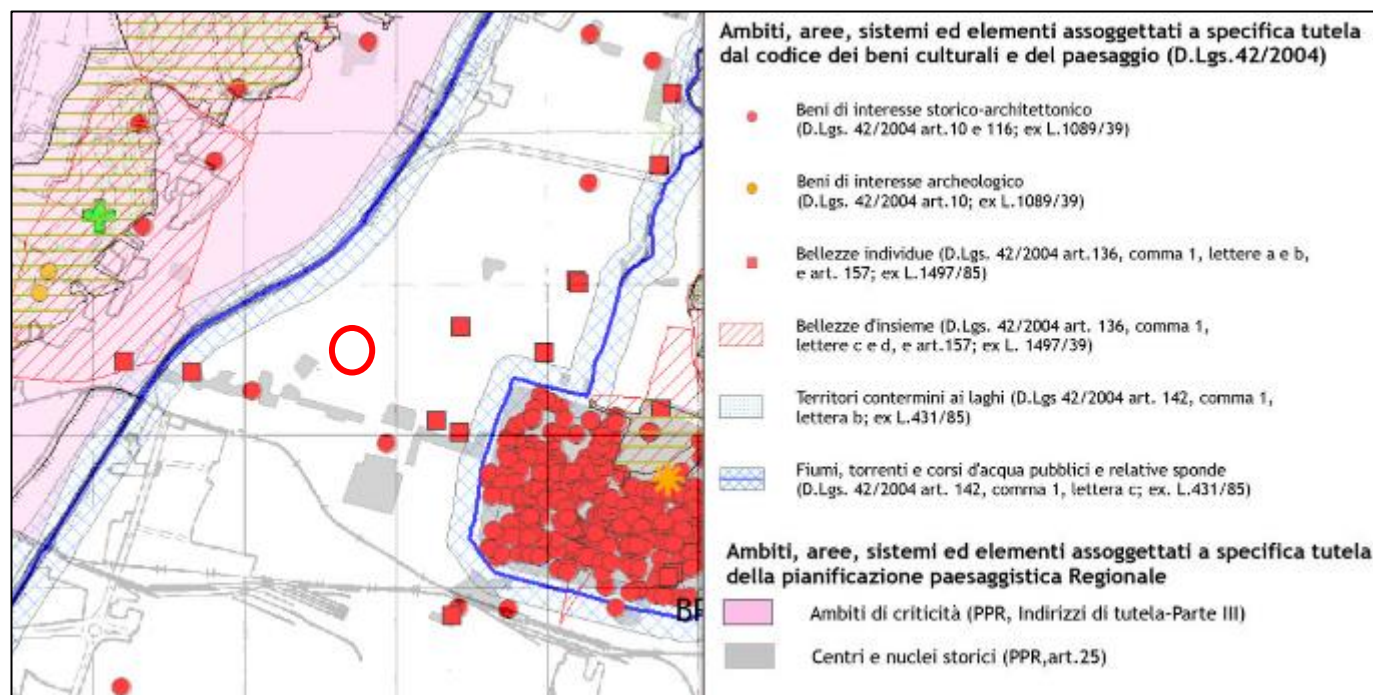 Ambiti, aree, sistemi ed elementi assoggettati a specifica tutela
dal codice dei beni culturali e del paesaggio (D.Lgs.42/2004)
Beni di interesse storico-architettonico
(D.Lgs. 42/2004 art.10 e 116; ex L.1089/39)
Beni di interesse archeologico
(D.Lgs. 42/2004 art.10; ex L.1089/39)
Bellezze individue (D.Lgs. 42/2004 art.136, comma 1, lettere a e b,
e art. 157; ex L.1497/85)
Bellezze d'insieme (D.Lgs. 42/2004 art. 136, comma 1,
lettere c e d, e art.157; ex L. 1497/39)
Territori contermini ai laghi (D.Lgs 42/2004 art. 142, comma 1,
lettera b; ex L.431/85)
Fiumi, torrenti e corsi d'acqua pubblici e relative sponde
(D.Lgs. 42/2004 art. 142, comma 1, lettera c; ex. L.431/85)
Ambiti, aree, sistemi ed elementi assoggettati a specifica tutela
della pianificazione paesaggistica Regionale
Ambiti di criticità (PPR, Indirizzi di tutela-Parte III)
Centri e nuclei storici (PPR,art.25)